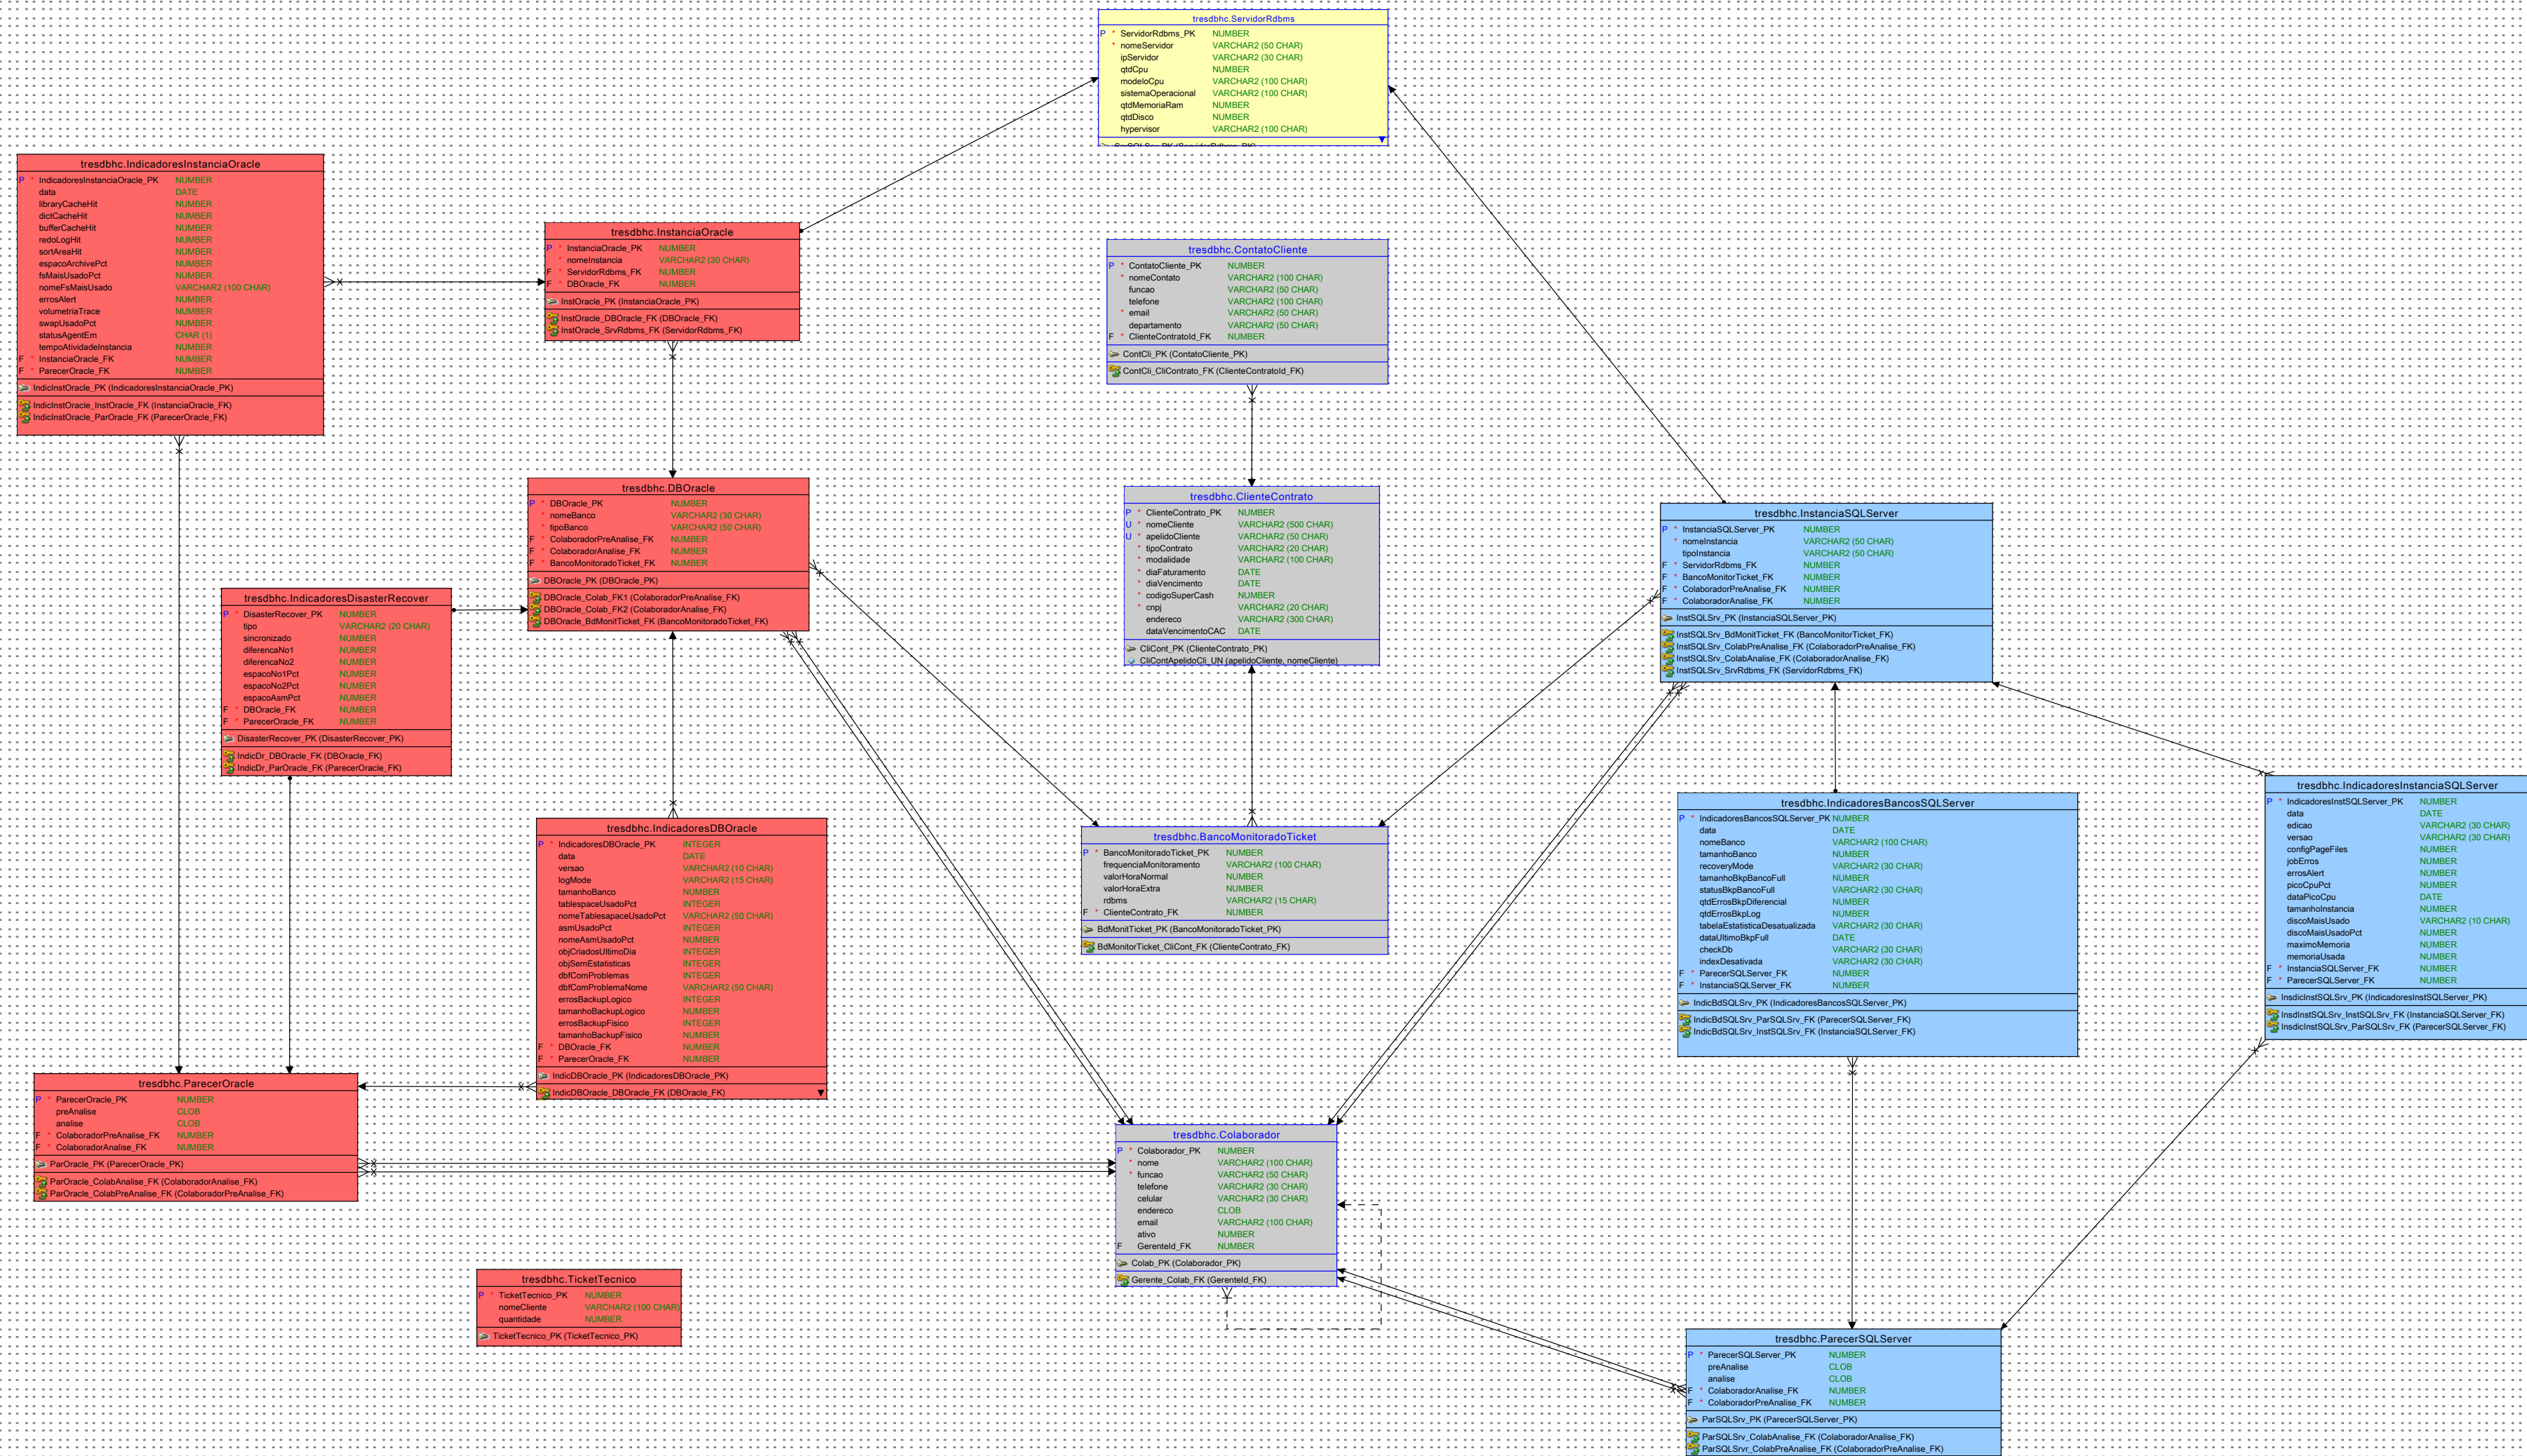 tresdbhc.ServidorRdbms
P * ServidorRdbms_PK NUMBER
* nomeServidor VARCHAR2 (50 CHAR)
ipServidor VARCHAR2 (30 CHAR)
qtdCpu NUMBER
modeloCpu VARCHAR2 (100 CHAR)
sistemaOperacional VARCHAR2 (100 CHAR)
qtdMemoriaRam NUMBER
qtdDisco NUMBER
hypervisor VARCHAR2 (100 CHAR)
tresdbhc.IndicadoresInstanciaOracle
P * IndicadoresInstanciaOracle_PK NUMBER
data DATE
libraryCacheHit NUMBER
dictCacheHit NUMBER
bufferCacheHit NUMBER
redoLogHit NUMBER
sortAreaHit NUMBER
espacoArchivePct NUMBER
fsMaisUsadoPct NUMBER
nomeFsMaisUsado VARCHAR2 (100 CHAR)
errosAlert NUMBER
volumetriaTrace NUMBER
swapUsadoPct NUMBER
statusAgentEm CHAR (1)
tempoAtividadeInstancia NUMBER
F * InstanciaOracle_FK NUMBER
F * ParecerOracle_FK NUMBER
IndicInstOracle_PK (IndicadoresInstanciaOracle_PK)
IndicInstOracle_InstOracle_FK (InstanciaOracle_FK)
IndicInstOracle_ParOracle_FK (ParecerOracle_FK)
tresdbhc.InstanciaOracle
P * InstanciaOracle_PK NUMBER
* nomeInstancia VARCHAR2 (30 CHAR)
F * ServidorRdbms_FK NUMBER
F * DBOracle_FK NUMBER
InstOracle_PK (InstanciaOracle_PK)
InstOracle_DBOracle_FK (DBOracle_FK)
InstOracle_SrvRdbms_FK (ServidorRdbms_FK)
tresdbhc.ContatoCliente
P * ContatoCliente_PK NUMBER
* nomeContato VARCHAR2 (100 CHAR)
funcao VARCHAR2 (50 CHAR)
telefone VARCHAR2 (100 CHAR)
* email VARCHAR2 (50 CHAR)
departamento VARCHAR2 (50 CHAR)
F * ClienteContratoId_FK NUMBER
ContCli_PK (ContatoCliente_PK)
ContCli_CliContrato_FK (ClienteContratoId_FK)
tresdbhc.DBOracle
P * DBOracle_PK NUMBER
* nomeBanco VARCHAR2 (30 CHAR)
* tipoBanco VARCHAR2 (50 CHAR)
F * ColaboradorPreAnalise_FK NUMBER
F * ColaboradorAnalise_FK NUMBER
F * BancoMonitoradoTicket_FK NUMBER
DBOracle_PK (DBOracle_PK)
DBOracle_Colab_FK1 (ColaboradorPreAnalise_FK)
DBOracle_Colab_FK2 (ColaboradorAnalise_FK)
DBOracle_BdMonitTicket_FK (BancoMonitoradoTicket_FK)
tresdbhc.ClienteContrato
P * ClienteContrato_PK NUMBER
U * nomeCliente VARCHAR2 (500 CHAR)
U * apelidoCliente VARCHAR2 (50 CHAR)
* tipoContrato VARCHAR2 (20 CHAR)
* modalidade VARCHAR2 (100 CHAR)
* diaFaturamento DATE
* diaVencimento DATE
* codigoSuperCash NUMBER
* cnpj VARCHAR2 (20 CHAR)
endereco VARCHAR2 (300 CHAR)
dataVencimentoCAC DATE
CliCont_PK (ClienteContrato_PK)
CliContApelidoCli_UN (apelidoCliente, nomeCliente)
tresdbhc.InstanciaSQLServer
P * InstanciaSQLServer_PK NUMBER
* nomeInstancia VARCHAR2 (50 CHAR)
tipoInstancia VARCHAR2 (50 CHAR)
F * ServidorRdbms_FK NUMBER
F * BancoMonitorTicket_FK NUMBER
F * ColaboradorPreAnalise_FK NUMBER
F * ColaboradorAnalise_FK NUMBER
InstSQLSrv_PK (InstanciaSQLServer_PK)
InstSQLSrv_BdMonitTicket_FK (BancoMonitorTicket_FK)
InstSQLSrv_ColabPreAnalise_FK (ColaboradorPreAnalise_FK)
InstSQLSrv_ColabAnalise_FK (ColaboradorAnalise_FK)
InstSQLSrv_SrvRdbms_FK (ServidorRdbms_FK)
tresdbhc.IndicadoresDisasterRecover
P * DisasterRecover_PK NUMBER
tipo VARCHAR2 (20 CHAR)
sincronizado NUMBER
diferencaNo1 NUMBER
diferencaNo2 NUMBER
espacoNo1Pct NUMBER
espacoNo2Pct NUMBER
espacoAsmPct NUMBER
F * DBOracle_FK NUMBER
F * ParecerOracle_FK NUMBER
DisasterRecover_PK (DisasterRecover_PK)
IndicDr_DBOracle_FK (DBOracle_FK)
IndicDr_ParOracle_FK (ParecerOracle_FK)
tresdbhc.IndicadoresDBOracle
P * IndicadoresDBOracle_PK INTEGER
data DATE
versao VARCHAR2 (10 CHAR)
logMode VARCHAR2 (15 CHAR)
tamanhoBanco NUMBER
tablespaceUsadoPct INTEGER
nomeTablesapaceUsadoPct VARCHAR2 (50 CHAR)
asmUsadoPct INTEGER
nomeAsmUsadoPct NUMBER
objCriadosUltimoDia INTEGER
objSemEstatisticas INTEGER
dbfComProblemas INTEGER
dbfComProblemaNome VARCHAR2 (50 CHAR)
errosBackupLogico INTEGER
tamanhoBackupLogico NUMBER
errosBackupFisico INTEGER
tamanhoBackupFisico NUMBER
F * DBOracle_FK NUMBER
F * ParecerOracle_FK NUMBER
IndicDBOracle_PK (IndicadoresDBOracle_PK)
IndicDBOracle_DBOracle_FK (DBOracle_FK)
tresdbhc.BancoMonitoradoTicket
P * BancoMonitoradoTicket_PK NUMBER
frequenciaMonitoramento VARCHAR2 (100 CHAR)
valorHoraNormal NUMBER
valorHoraExtra NUMBER
rdbms VARCHAR2 (15 CHAR)
F * ClienteContrato_FK NUMBER
BdMonitTicket_PK (BancoMonitoradoTicket_PK)
BdMonitorTicket_CliCont_FK (ClienteContrato_FK)
tresdbhc.IndicadoresBancosSQLServer
P * IndicadoresBancosSQLServer_PK NUMBER
data DATE
nomeBanco VARCHAR2 (100 CHAR)
tamanhoBanco NUMBER
recoveryMode VARCHAR2 (30 CHAR)
tamanhoBkpBancoFull NUMBER
statusBkpBancoFull VARCHAR2 (30 CHAR)
qtdErrosBkpDiferencial NUMBER
qtdErrosBkpLog NUMBER
tabelaEstatisticaDesatualizada VARCHAR2 (30 CHAR)
dataUltimoBkpFull DATE
checkDb VARCHAR2 (30 CHAR)
indexDesativada VARCHAR2 (30 CHAR)
F * ParecerSQLServer_FK NUMBER
F * InstanciaSQLServer_FK NUMBER
IndicBdSQLSrv_PK (IndicadoresBancosSQLServer_PK)
IndicBdSQLSrv_ParSQLSrv_FK (ParecerSQLServer_FK)
IndicBdSQLSrv_InstSQLSrv_FK (InstanciaSQLServer_FK)
tresdbhc.IndicadoresInstanciaSQLServer
P * IndicadoresInstSQLServer_PK NUMBER
data DATE
edicao VARCHAR2 (30 CHAR)
versao VARCHAR2 (30 CHAR)
configPageFiles NUMBER
jobErros NUMBER
errosAlert NUMBER
picoCpuPct NUMBER
dataPicoCpu DATE
tamanhoInstancia NUMBER
discoMaisUsado VARCHAR2 (10 CHAR)
discoMaisUsadoPct NUMBER
maximoMemoria NUMBER
memoriaUsada NUMBER
F * InstanciaSQLServer_FK NUMBER
F * ParecerSQLServer_FK NUMBER
InsdicInstSQLSrv_PK (IndicadoresInstSQLServer_PK)
InsdInstSQLSrv_InstSQLSrv_FK (InstanciaSQLServer_FK)
InsdicInstSQLSrv_ParSQLSrv_FK (ParecerSQLServer_FK)
tresdbhc.ParecerOracle
P * ParecerOracle_PK NUMBER
preAnalise CLOB
analise CLOB
F * ColaboradorPreAnalise_FK NUMBER
F * ColaboradorAnalise_FK NUMBER
ParOracle_PK (ParecerOracle_PK)
ParOracle_ColabAnalise_FK (ColaboradorAnalise_FK)
ParOracle_ColabPreAnalise_FK (ColaboradorPreAnalise_FK)
tresdbhc.Colaborador
P * Colaborador_PK NUMBER
* nome VARCHAR2 (100 CHAR)
* funcao VARCHAR2 (50 CHAR)
telefone VARCHAR2 (30 CHAR)
celular VARCHAR2 (30 CHAR)
endereco CLOB
email VARCHAR2 (100 CHAR)
ativo NUMBER
F GerenteId_FK NUMBER
Colab_PK (Colaborador_PK)
Gerente_Colab_FK (GerenteId_FK)
tresdbhc.TicketTecnico
P * TicketTecnico_PK NUMBER
nomeCliente VARCHAR2 (100 CHAR)
quantidade NUMBER
TicketTecnico_PK (TicketTecnico_PK)
tresdbhc.ParecerSQLServer
P * ParecerSQLServer_PK NUMBER
preAnalise CLOB
analise CLOB
F * ColaboradorAnalise_FK NUMBER
F * ColaboradorPreAnalise_FK NUMBER
ParSQLSrv_PK (ParecerSQLServer_PK)
ParSQLSrv_ColabAnalise_FK (ColaboradorAnalise_FK)
ParSQLSrvr_ColabPreAnalise_FK (ColaboradorPreAnalise_FK)